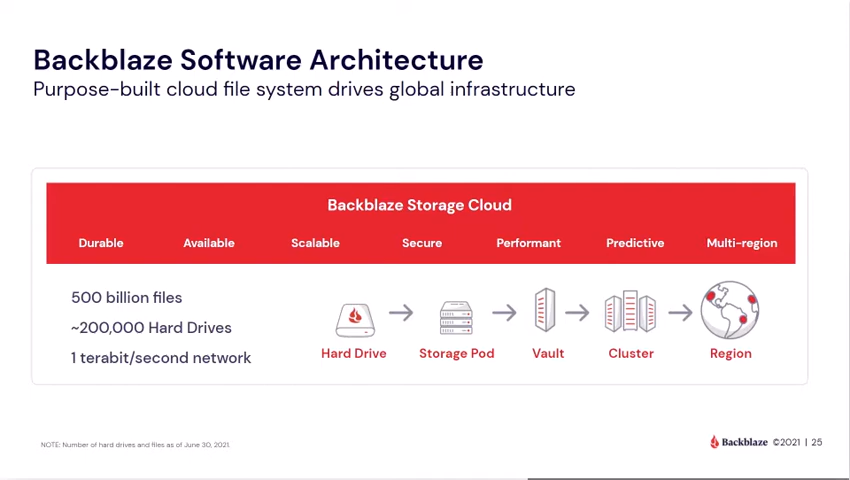 Backblaze Software Architecture
Purpose-built cloud file system drives global infrastructure
Backblaze Storage Cloud
Durable Available Scalable Secure Performant Predictive Multi-region
500 billion files
~200,000 Hard Drives
1 terabit/second network
Hard Drive Storage Pod Vault Cluster Region
NOTE: Number of hard drives and files as of June 30, 2021.
Backblaze ©2021 | 25